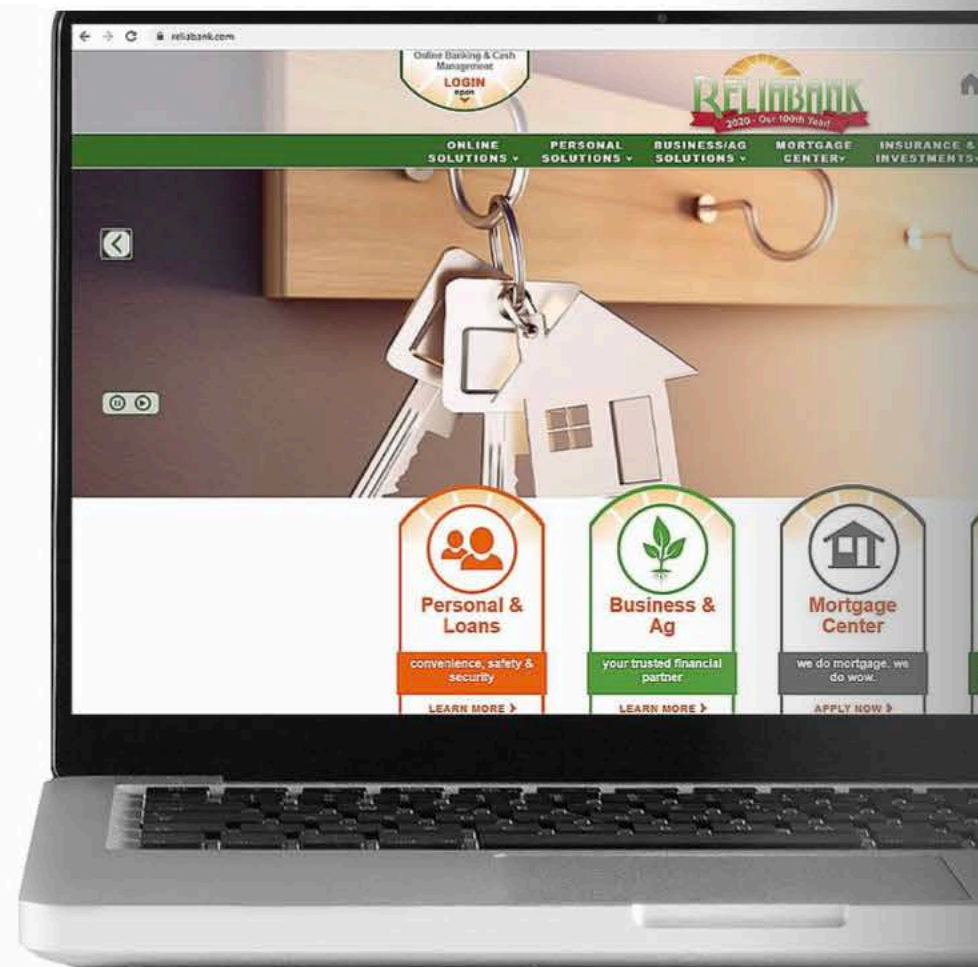 reliabank.com
Online Banking & Cash
Management
LOGIN
open
RELIABANK
2020 - Our 100th Year!
ONLINE
SOLUTIONS
PERSONAL
SOLUTIONS
BUSINESS/AG
SOLUTIONS
MORTGAGE
CENTER
INSURANCE &
INVESTMENTS
Personal &
Loans
convenience, safety &
security
LEARN MORE
Business &
Ag
your trusted financial
partner
LEARN MORE
Mortgage
Center
we do mortgage. we
do wow.
APPLY NOW